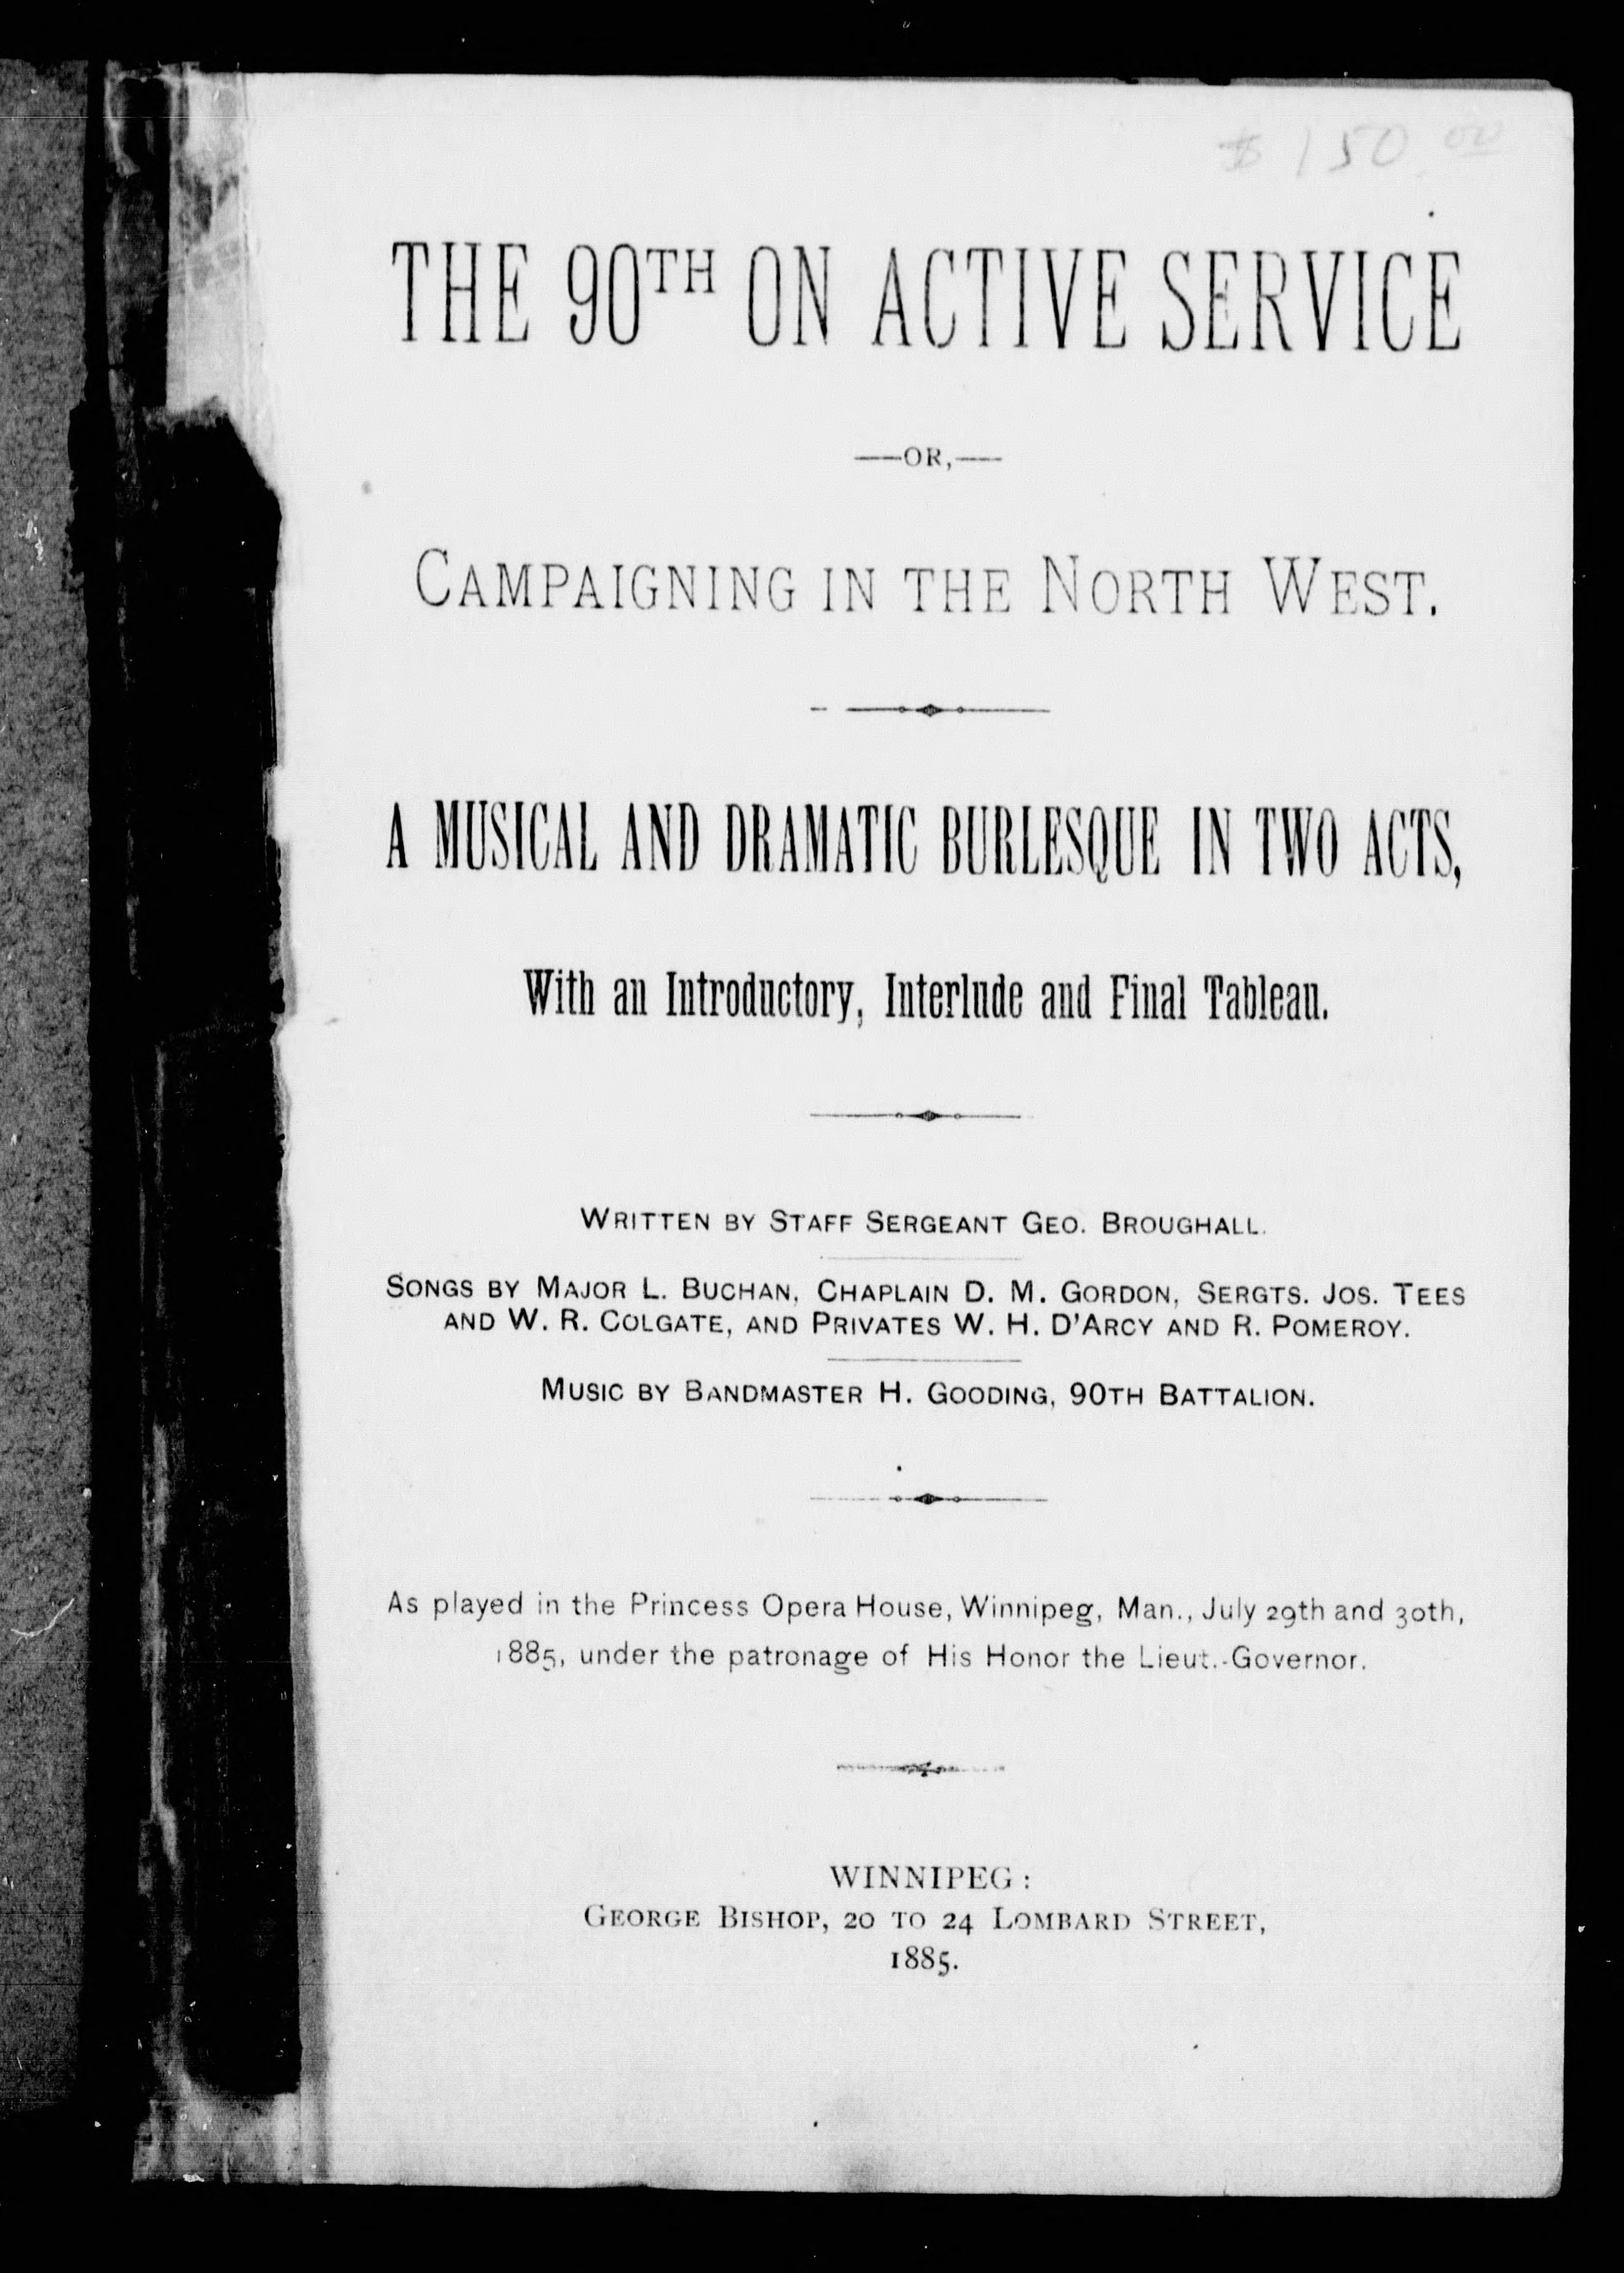 $150.00
THE 90TH ON ACTIVE SERVICE
—OR,—
CAMPAIGNING IN THE NORTH WEST.
A MUSICAL AND DRAMATIC BURLESQUE IN TWO ACTS,
With an Introductory, Interlude and Final Tableau.
WRITTEN BY STAFF SERGEANT GEO. BROUGHALL.
SONGS BY MAJOR L. BUCHAN, CHAPLAIN D. M. GORDON, SERGTS. JOS. TEES
AND W. R. COLGATE, AND PRIVATES W. H. D'ARCY AND R. POMEROY.
MUSIC BY BANDMASTER H. GOODING, 90TH BATTALION.
As played in the Princess Opera House, Winnipeg, Man., July 29th and 30th,
1885, under the patronage of His Honor the Lieut.-Governor.
WINNIPEG:
GEORGE BISHOP, 20 TO 24 LOMBARD STREET,
1885.